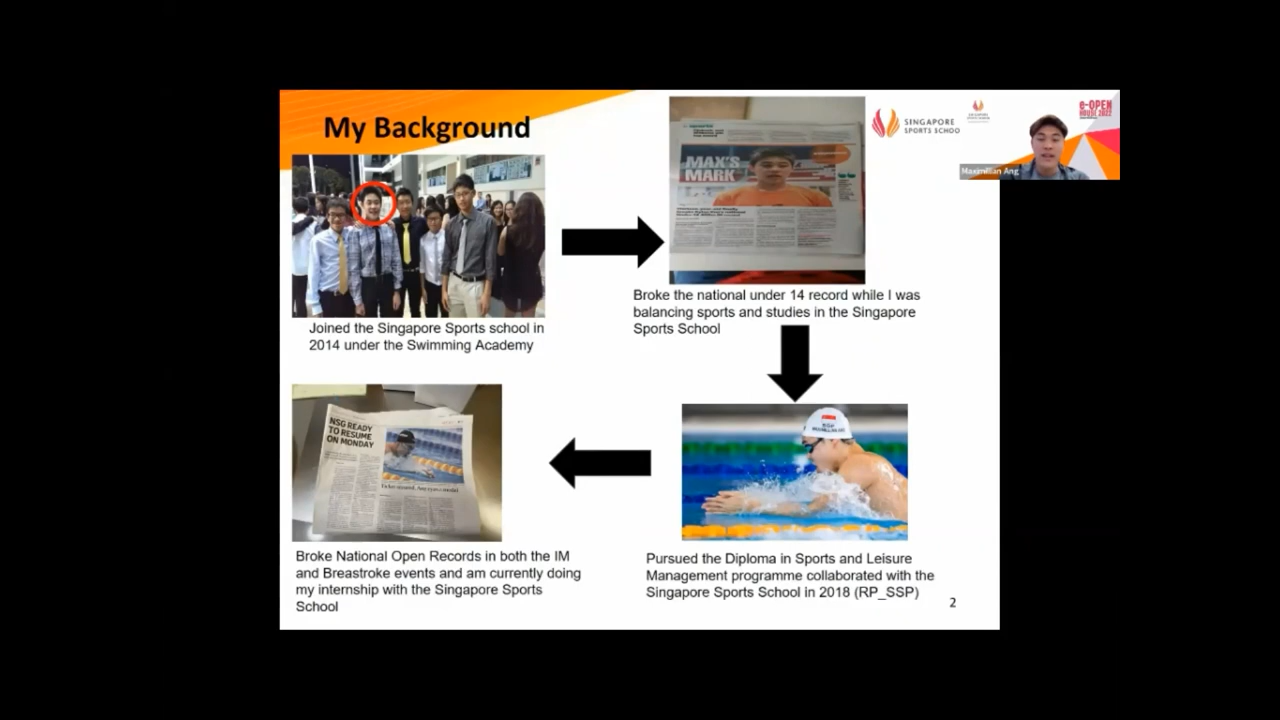 My Background
SINGAPORE
SPORTS SCHOO
e-OPEN
HOUSE 2022
Maximilian Ang
MAX'S
MARK
Joined the Singapore Sports school in
2014 under the Swimming Academy
Broke the national under 14 record while I was
balancing sports and studies in the Singapore
Sports School
NSG READY
TO RESUME
ON MONDAY
Broke National Open Records in both the IM
and Breastroke events and am currently doing
my internship with the Singapore Sports
School
Pursued the Diploma in Sports and Leisure
Management programme collaborated with the
Singapore Sports School in 2018 (RP_SSP)
2